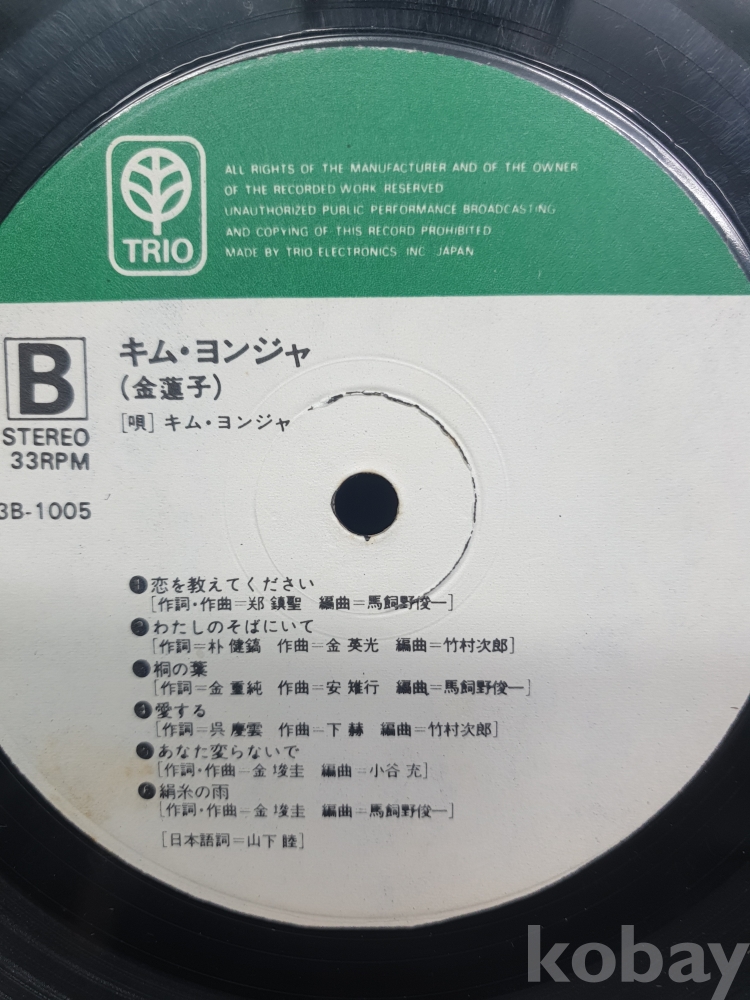 TRIO
ALL RIGHTS OF THE MANUFACTURER AND OF THE OWNER
OF THE RECORDED WORK RESERVED
UNAUTHORIZED PUBLIC PERFORMANCE BROADCASTING
AND COPYING OF THIS RECORD PROHIBITED
MADE BY TRIO ELECTRONICS INC JAPAN
B
STEREO
33RPM
3B-1005
キム・ヨンジャ
(金蓮子)
[唄] キム・ヨンジャ
1 恋を教えてください
[作詞・作曲=郑 鎮聖 編曲=馬飼野俊一]
2 わたしのそばにいて
[作詞=朴 健鎬 作曲=金 英光 編曲=竹村次郎]
3 桐の葉
[作詞=金 重純 作曲=安 雉行 編曲=馬飼野俊一]
4 愛する
[作詞=呉 慶雲 作曲=下 赫 編曲=竹村次郎]
5 あなた変らないで
[作詞・作曲=金 埈圭 編曲=小谷 充]
6 絹糸の雨
[作詞・作曲=金 埈圭 編曲=馬飼野俊一]
[日本語詞=山下 睦]
kobay